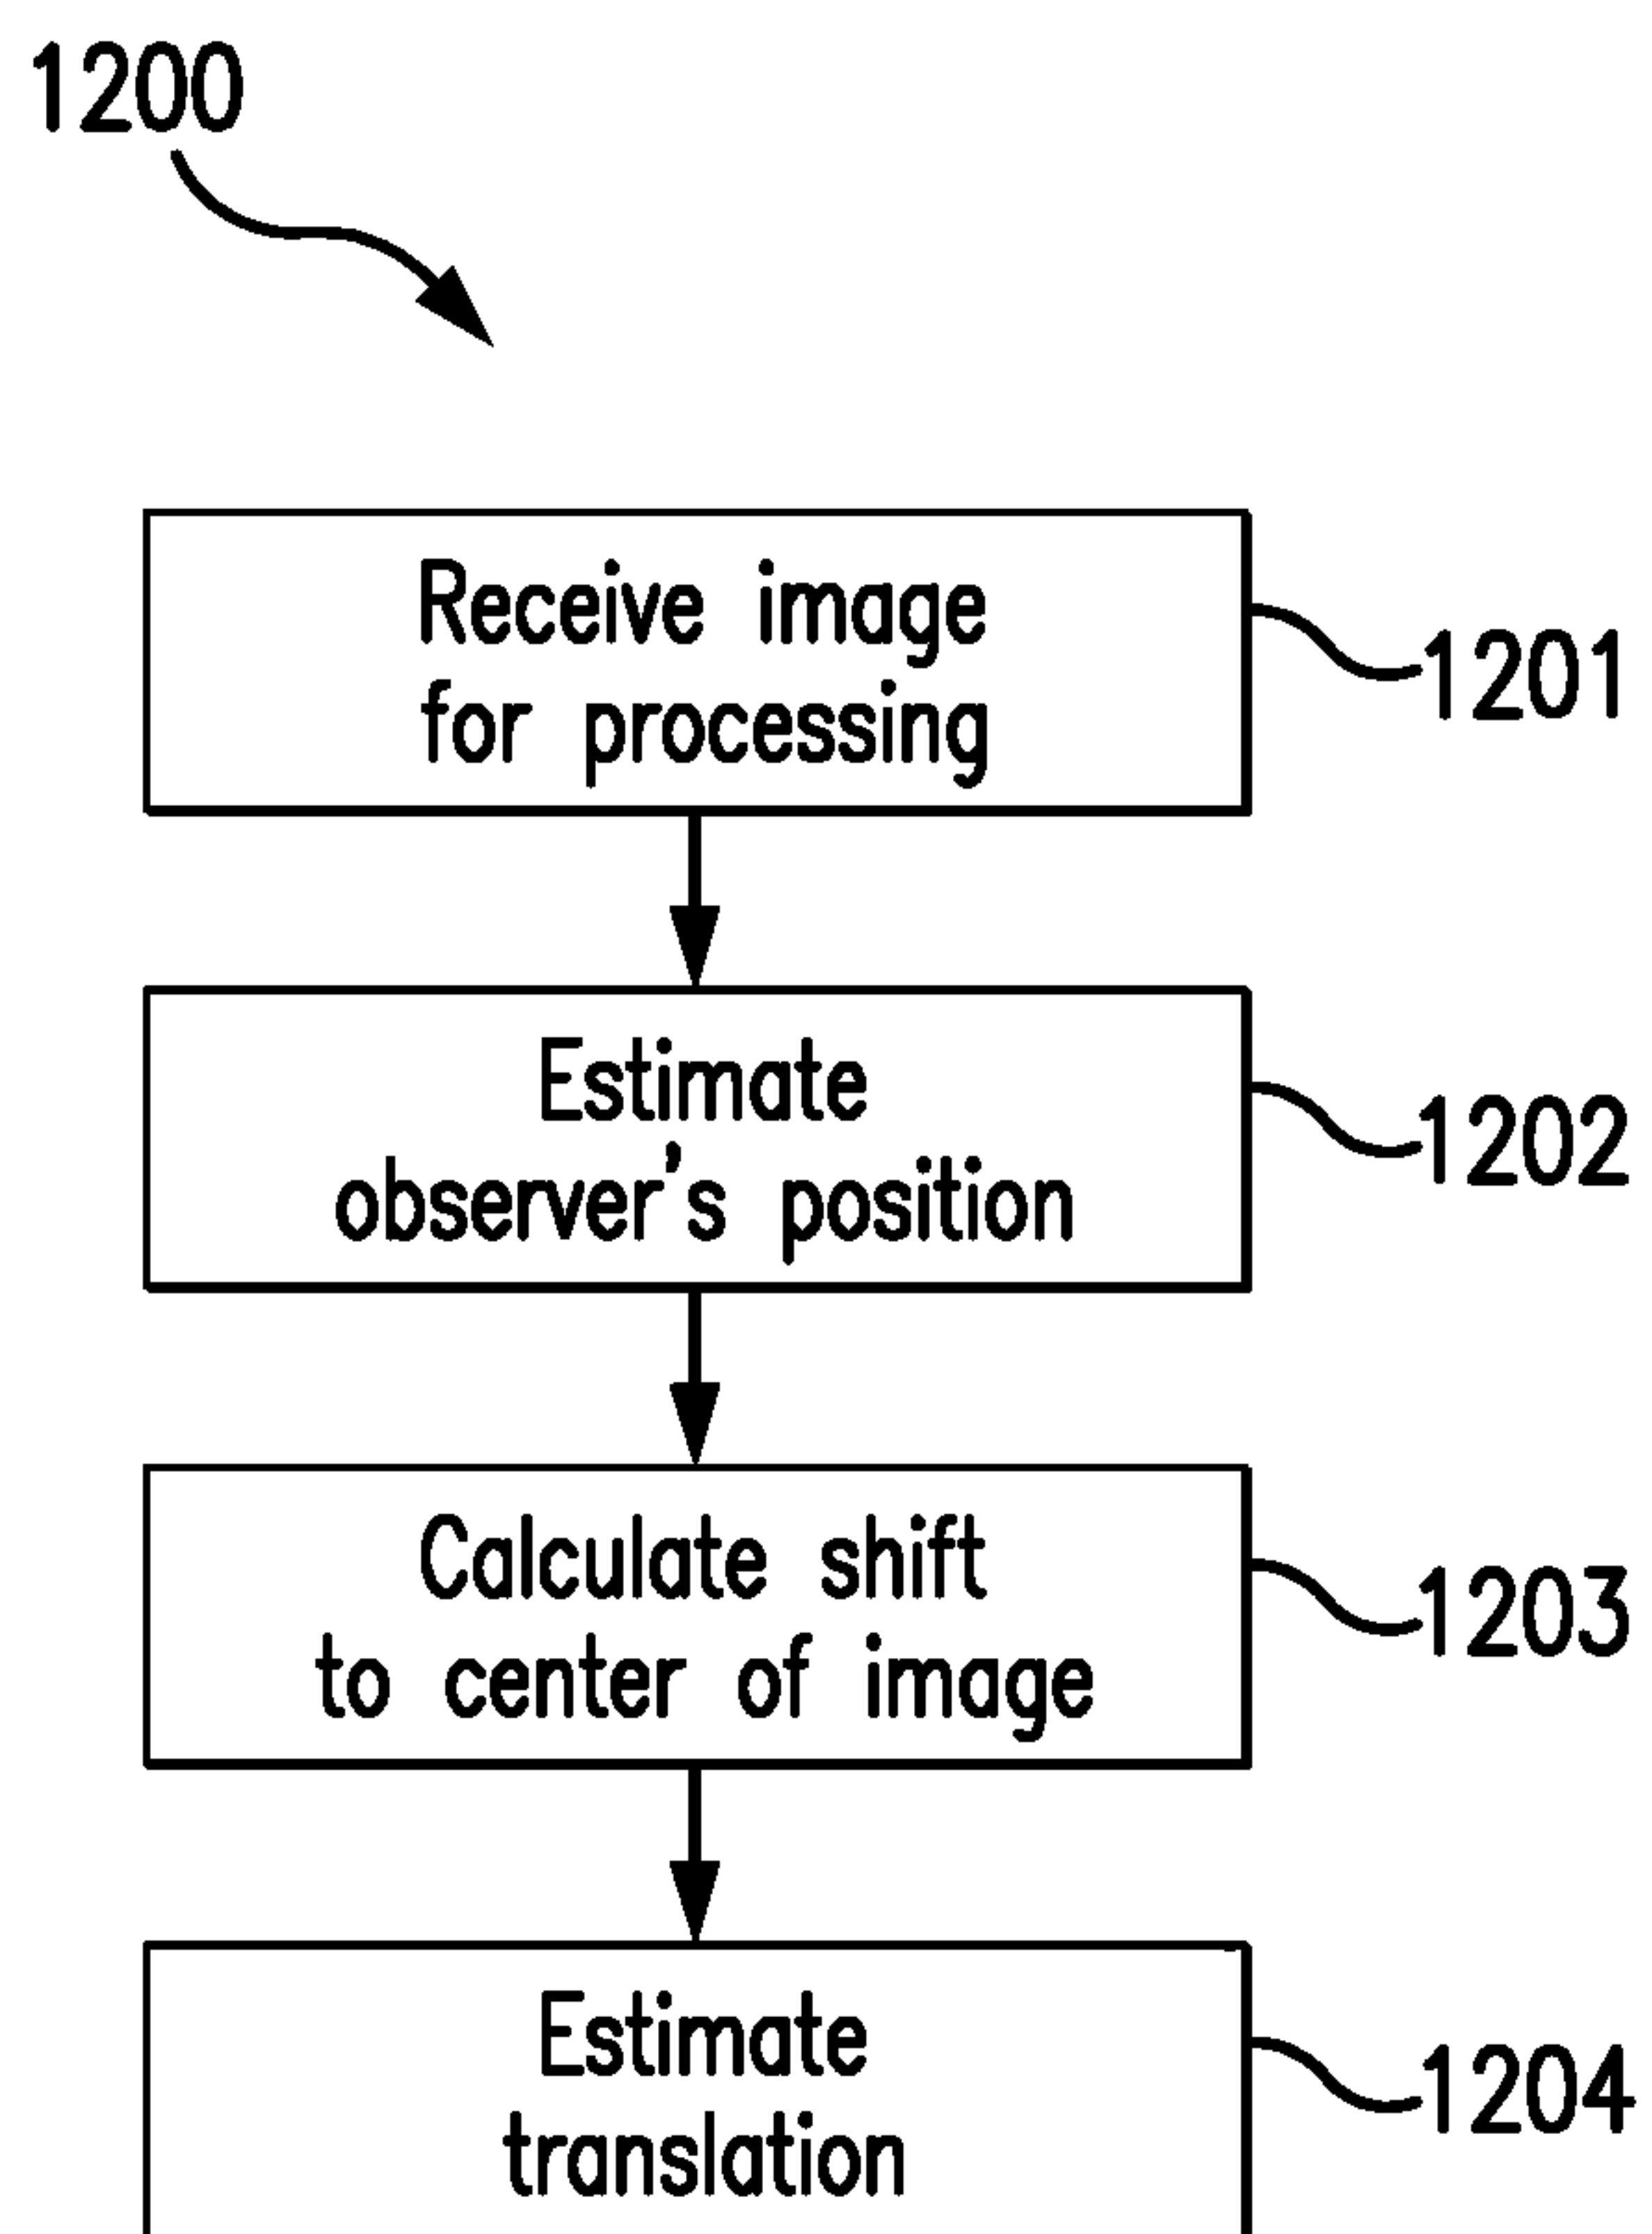 1200
Receive image
for processing
1201
Estimate
observer's position
1202
Calculate shift
to center of image
1203
Estimate
translation
1204